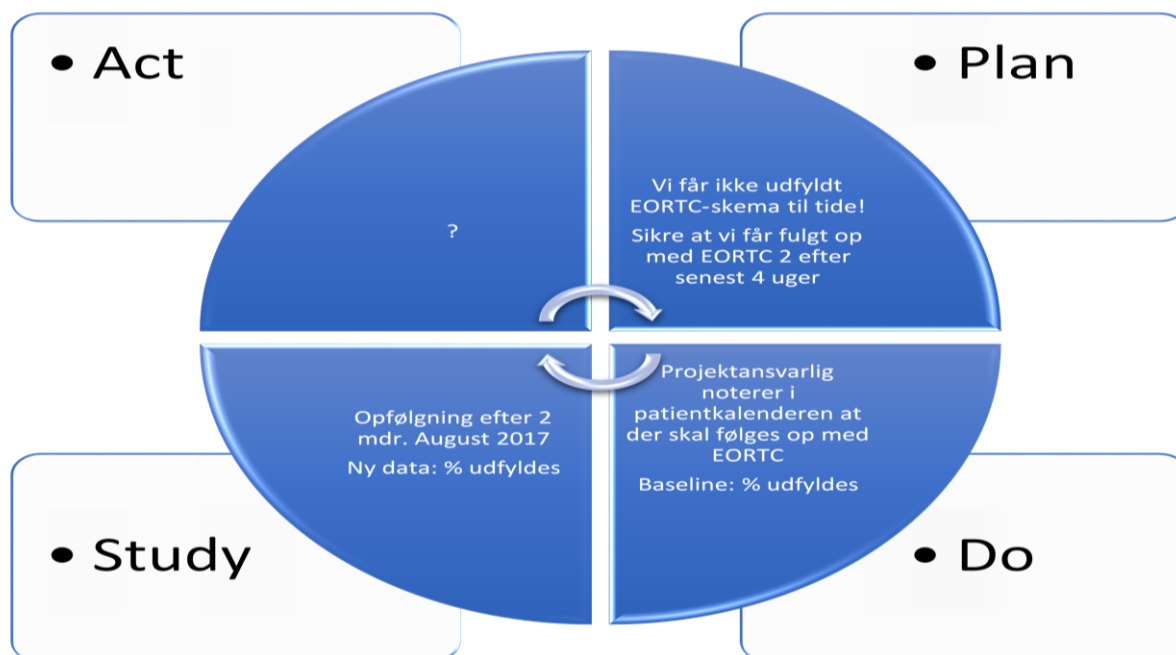 • Act
• Plan
?
Vi får ikke udfyldt
EORTC-skema til tide!
Sikre at vi får fulgt op
med EORTC 2 efter
senest 4 uger
Opfølgning efter 2
mdr. August 2017
Ny data: % udfyldes
Projektansvarlig
noterer i
patientkalenderen at
der skal følges op med
EORTC
Baseline: % udfyldes
• Study
• Do